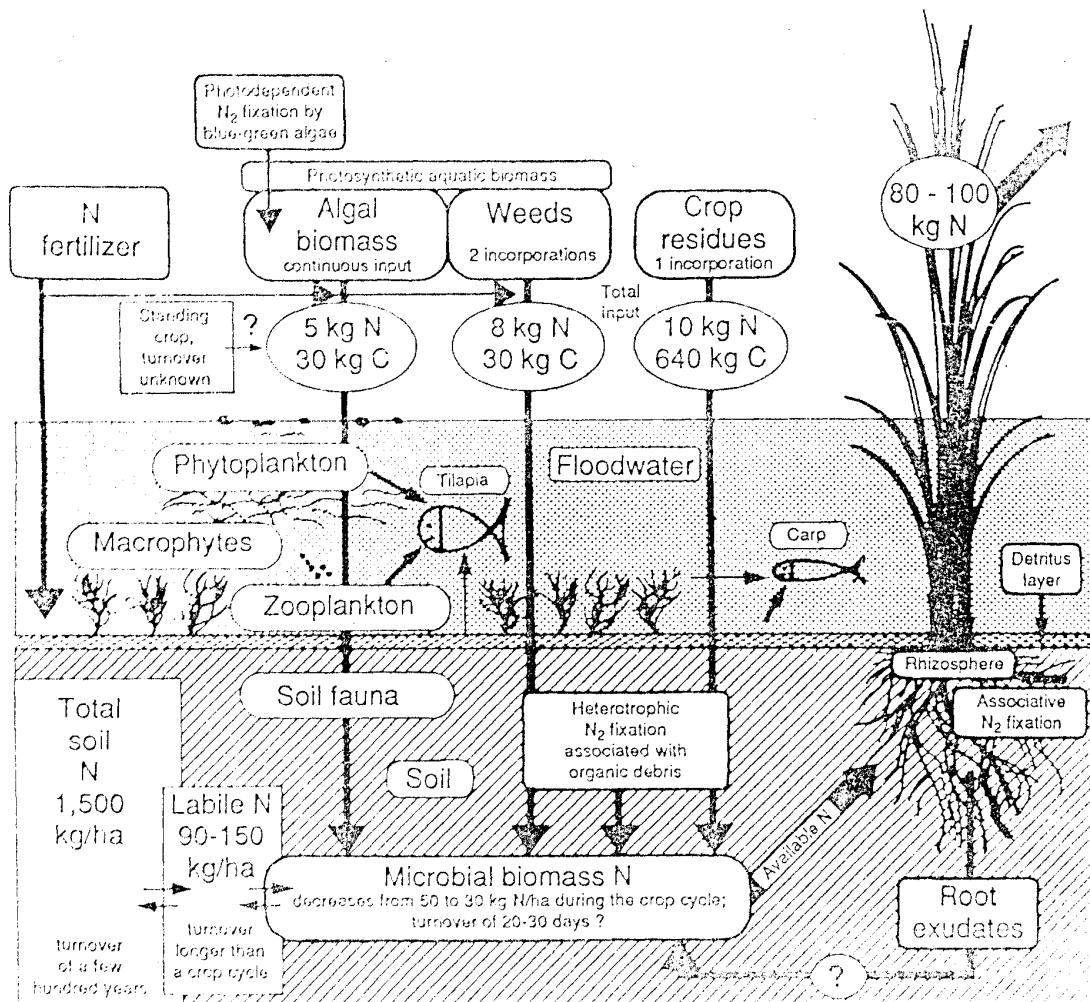 Photodependent
N₂ fixation by
blue-green algae
Photosynthetic aquatic biomass
N
fertilizer
Algal
biomass
continuous input
Weeds
2 incorporations
Crop
residues
1 incorporation
80 - 100
kg N
Standing
crop,
turnover
unknown
?
5 kg N
30 kg C
8 kg N
30 kg C
Total
input
10 kg N
640 kg C
Phytoplankton
Tilapia
Floodwater
Macrophytes
Carp
Zooplankton
Detritus
layer
Rhizosphere
Associative
N₂ fixation
Soil fauna
Heterotrophic
N₂ fixation
associated with
organic debris
Soil
Total
soil
N
1,500
kg/ha
Labile N
90-150
kg/ha
Available N
Microbial biomass N
decreases from 50 to 30 kg N/ha during the crop cycle;
turnover of 20-30 days ?
Root
exudates
turnover
of a few
hundred years
turnover
longer than
a crop cycle
?